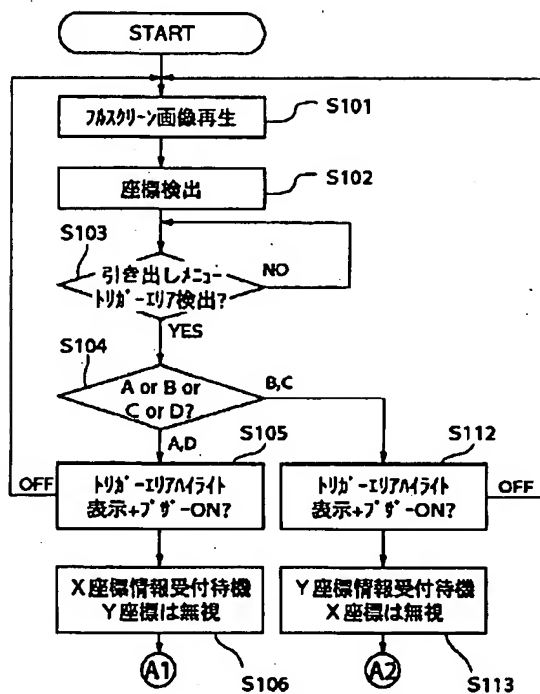 START
ﾌﾙｽｸﾘｰﾝ画像再生
S101
座標検出
S102
S103
引き出しﾒﾆｭｰ
ﾄﾘｶﾞｰｴﾘｱ検出?
NO
YES
S104
A or B or
C or D?
B,C
A,D
S105
S112
OFF
ﾄﾘｶﾞｰｴﾘｱﾊｲﾗｲﾄ
表示+ﾌﾞｻﾞｰON?
ﾄﾘｶﾞｰｴﾘｱﾊｲﾗｲﾄ
表示+ﾌﾞｻﾞｰON?
OFF
X座標情報受付待機
Y座標は無視
Y座標情報受付待機
X座標は無視
A1
S106
A2
S113